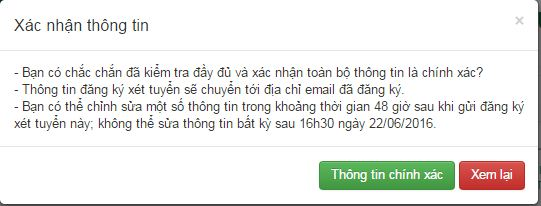 Xác nhận thông tin ×
- Bạn có chắc chắn đã kiểm tra đầy đủ và xác nhận toàn bộ thông tin là chính xác?
- Thông tin đăng ký xét tuyển sẽ chuyển tới địa chỉ email đã đăng ký.
- Bạn có thể chỉnh sửa một số thông tin trong khoảng thời gian 48 giờ sau khi gửi đăng ký
xét tuyển này; không thể sửa thông tin bất kỳ sau 16h30 ngày 22/06/2016.
Thông tin chính xác Xem lại